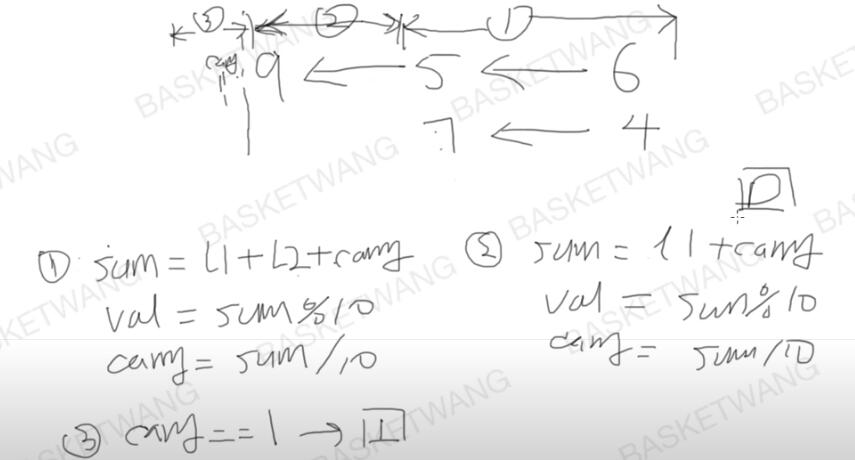 ③ ② ①
carry 9 ← 5 ← 6
7 ← 4
0
① sum = L1 + L2 + carry ② sum = l1 + carry
val = sum % 10 val = sum % 10
carry = sum / 10 carry = sum / 10
③ carry == 1 → 1
BASKETWANG